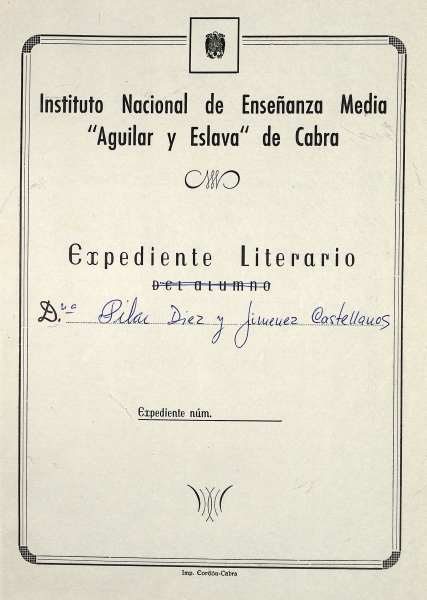 Instituto Nacional de Enseñanza Media
"Aguilar y Eslava" de Cabra
Expediente Literario
DEL ALUMNO
D.ña Pilar Diez y Jimenez Castellanos
Expediente núm.
Imp. Cordón-Cabra